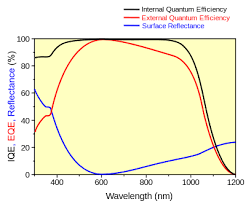 Internal Quantum Efficiency
External Quantum Efficiency
Surface Reflectance
IQE, EQE, Reflectance (%)
100
80
60
40
20
0
400
600
800
1000
1200
Wavelength (nm)